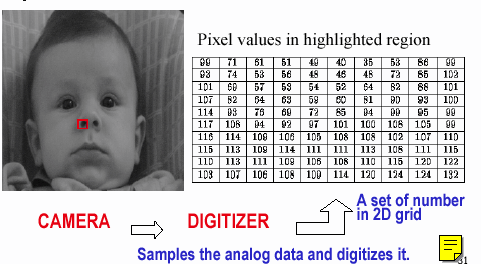 Pixel values in highlighted region
99 71 61 51 49 40 35 53 86 99
93 74 53 56 48 46 48 72 85 102
101 69 57 53 54 52 64 82 88 101
107 82 64 63 59 60 81 90 93 100
114 93 76 69 72 85 94 99 95 99
117 108 94 92 97 101 100 108 105 99
116 114 109 106 105 108 108 102 107 110
115 113 109 114 111 111 113 108 111 115
110 113 111 109 106 108 110 115 120 122
103 107 106 108 109 114 120 124 124 132
A set of number
in 2D grid
CAMERA
DIGITIZER
Samples the analog data and digitizes it.
31